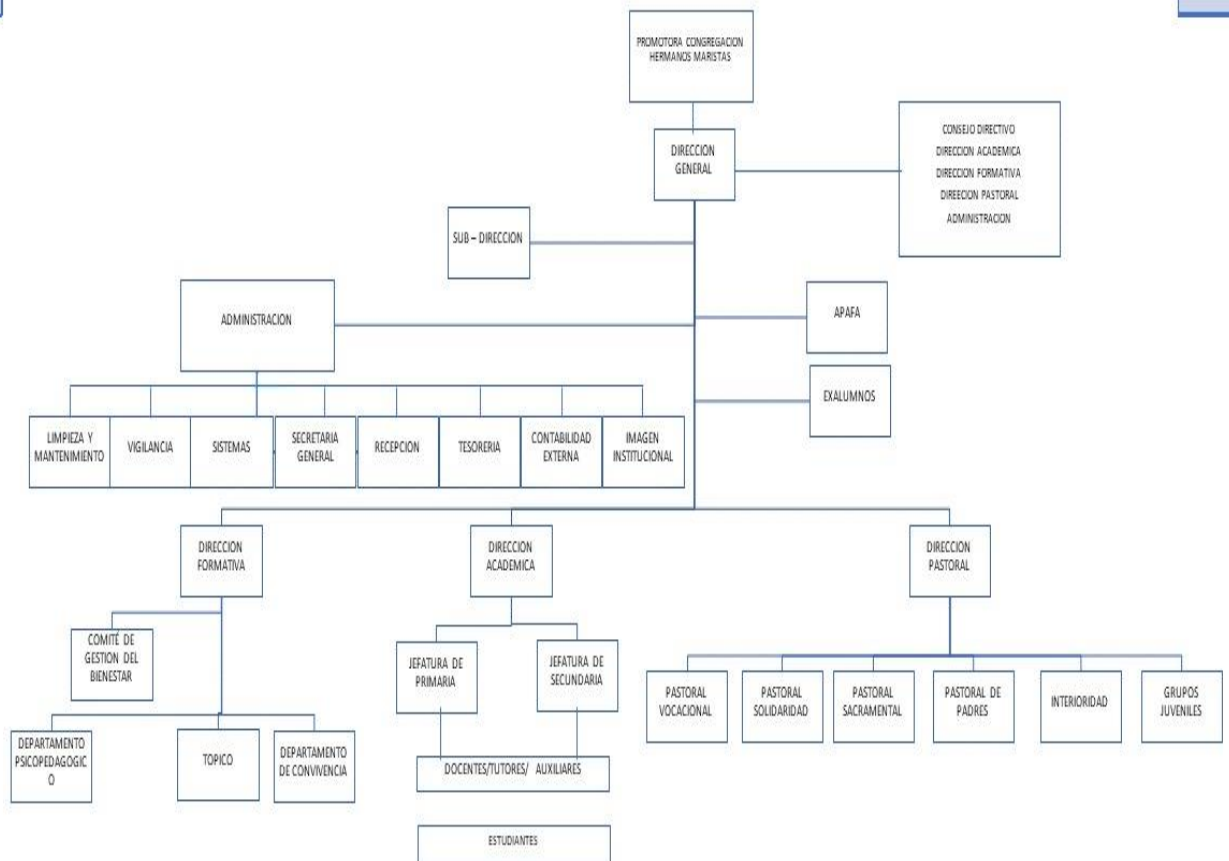 PROMOTORA CONGREGACION
HERMANOS MARISTAS
DIRECCION
GENERAL
CONSEJO DIRECTIVO
DIRECCION ACADEMICA
DIRECCION FORMATIVA
DIREECION PASTORAL
ADMINISTRACION
SUB – DIRECCION
ADMINISTRACION
APAFA
EXALUMNOS
LIMPIEZA Y
MANTENIMIENTO
VIGILANCIA
SISTEMAS
SECRETARIA
GENERAL
RECEPCION
TESORERIA
CONTABILIDAD
EXTERNA
IMAGEN
INSTITUCIONAL
DIRECCION
FORMATIVA
DIRECCION
ACADEMICA
DIRECCION
PASTORAL
COMITÉ DE
GESTION DEL
BIENESTAR
JEFATURA DE
PRIMARIA
JEFATURA DE
SECUNDARIA
PASTORAL
VOCACIONAL
PASTORAL
SOLIDARIDAD
PASTORAL
SACRAMENTAL
PASTORAL DE
PADRES
INTERIORIDAD
GRUPOS
JUVENILES
DEPARTAMENTO
PSICOPEDAGOGIC
O
TOPICO
DEPARTAMENTO
DE CONVIVENCIA
DOCENTES/TUTORES/ AUXILIARES
ESTUDIANTES